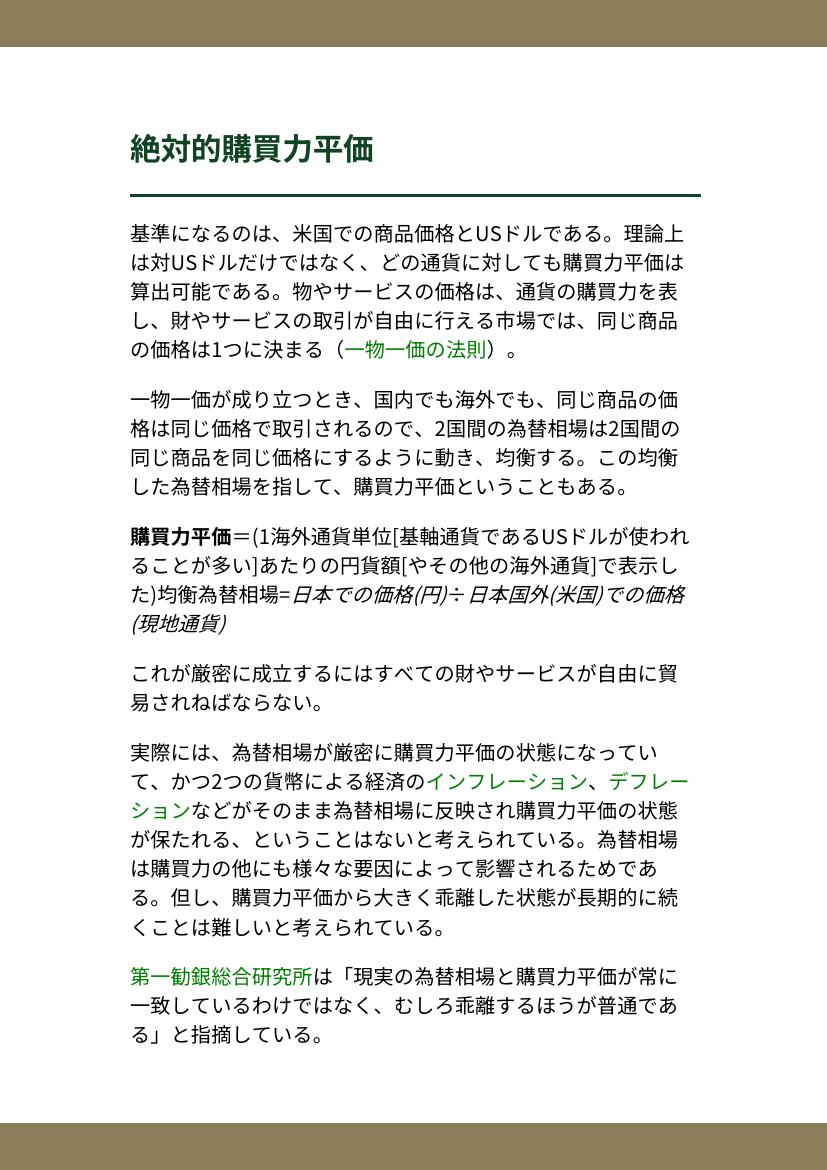 絶対的購買力平価
基準になるのは、米国での商品価格とUSドルである。理論上
は対USドルだけではなく、どの通貨に対しても購買力平価は
算出可能である。物やサービスの価格は、通貨の購買力を表
し、財やサービスの取引が自由に行える市場では、同じ商品
の価格は1つに決まる（一物一価の法則）。
一物一価が成り立つとき、国内でも海外でも、同じ商品の価
格は同じ価格で取引されるので、2国間の為替相場は2国間の
同じ商品を同じ価格にするように動き、均衡する。この均衡
した為替相場を指して、購買力平価ということもある。
購買力平価＝(1海外通貨単位[基軸通貨であるUSドルが使われ
ることが多い]あたりの円貨額[やその他の海外通貨]で表示し
た)均衡為替相場=日本での価格(円)÷日本国外(米国)での価格
(現地通貨)
これが厳密に成立するにはすべての財やサービスが自由に貿
易されねばならない。
実際には、為替相場が厳密に購買力平価の状態になってい
て、かつ2つの貨幣による経済のインフレーション、デフレー
ションなどがそのまま為替相場に反映され購買力平価の状態
が保たれる、ということはないと考えられている。為替相場
は購買力の他にも様々な要因によって影響されるためであ
る。但し、購買力平価から大きく乖離した状態が長期的に続
くことは難しいと考えられている。
第一勧銀総合研究所は「現実の為替相場と購買力平価が常に
一致しているわけではなく、むしろ乖離するほうが普通であ
る」と指摘している。